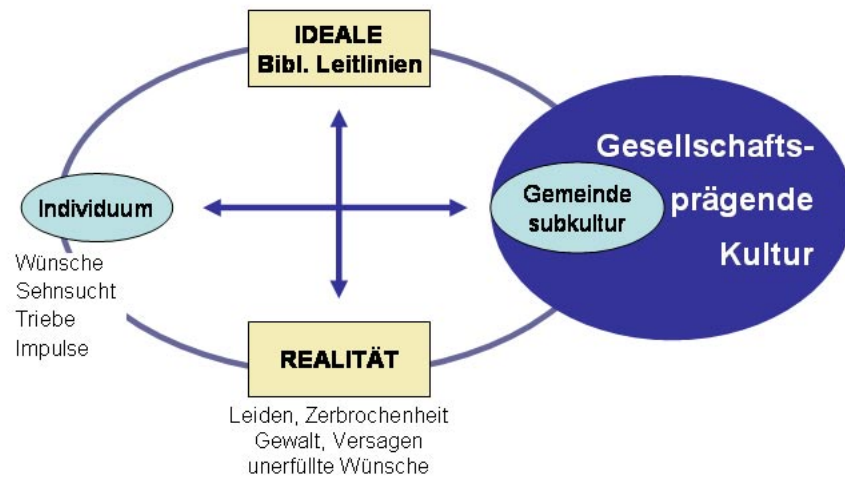 IDEALE
Bibl. Leitlinien
Gesellschafts-
prägende
Kultur
Individuum
Gemeinde
subkultur
Wünsche
Sehnsucht
Triebe
Impulse
REALITÄT
Leiden, Zerbrochenheit
Gewalt, Versagen
unerfüllte Wünsche